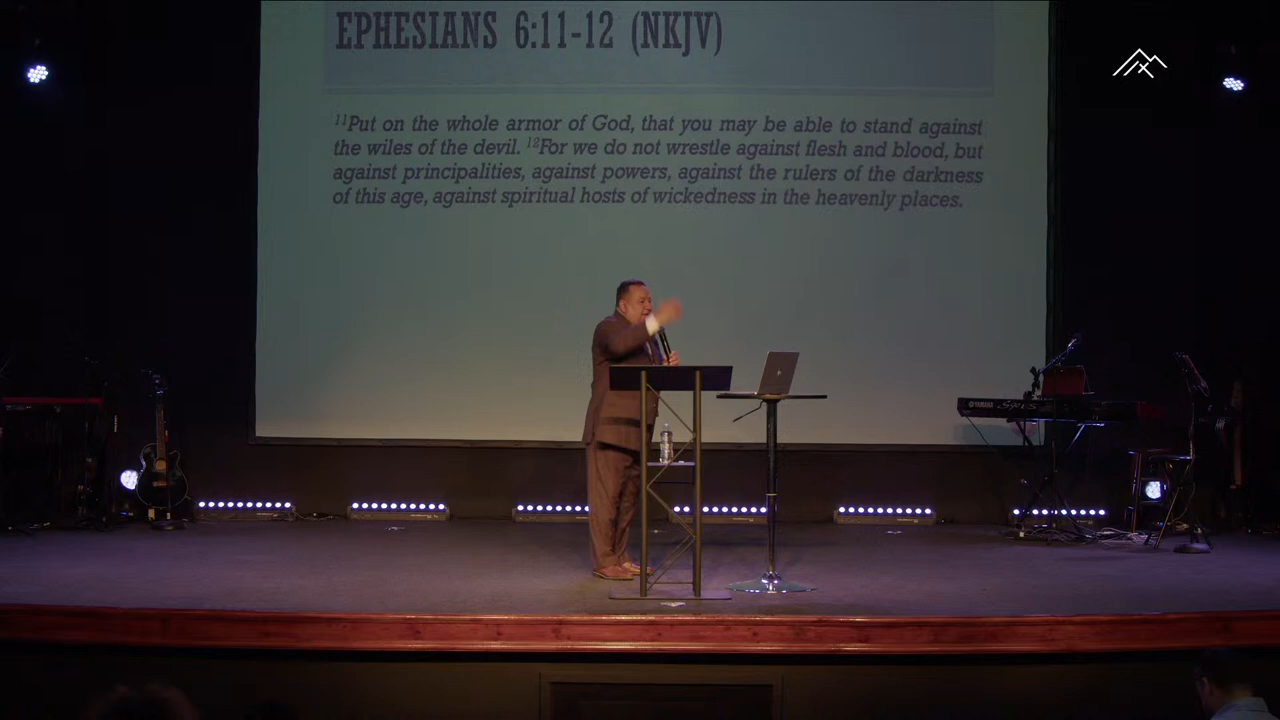 EPHESIANS 6:11-12 (NKJV)
¹¹Put on the whole armor of God, that you may be able to stand against
the wiles of the devil. ¹²For we do not wrestle against flesh and blood, but
against principalities, against powers, against the rulers of the darkness
of this age, against spiritual hosts of wickedness in the heavenly places.
YAMAHA